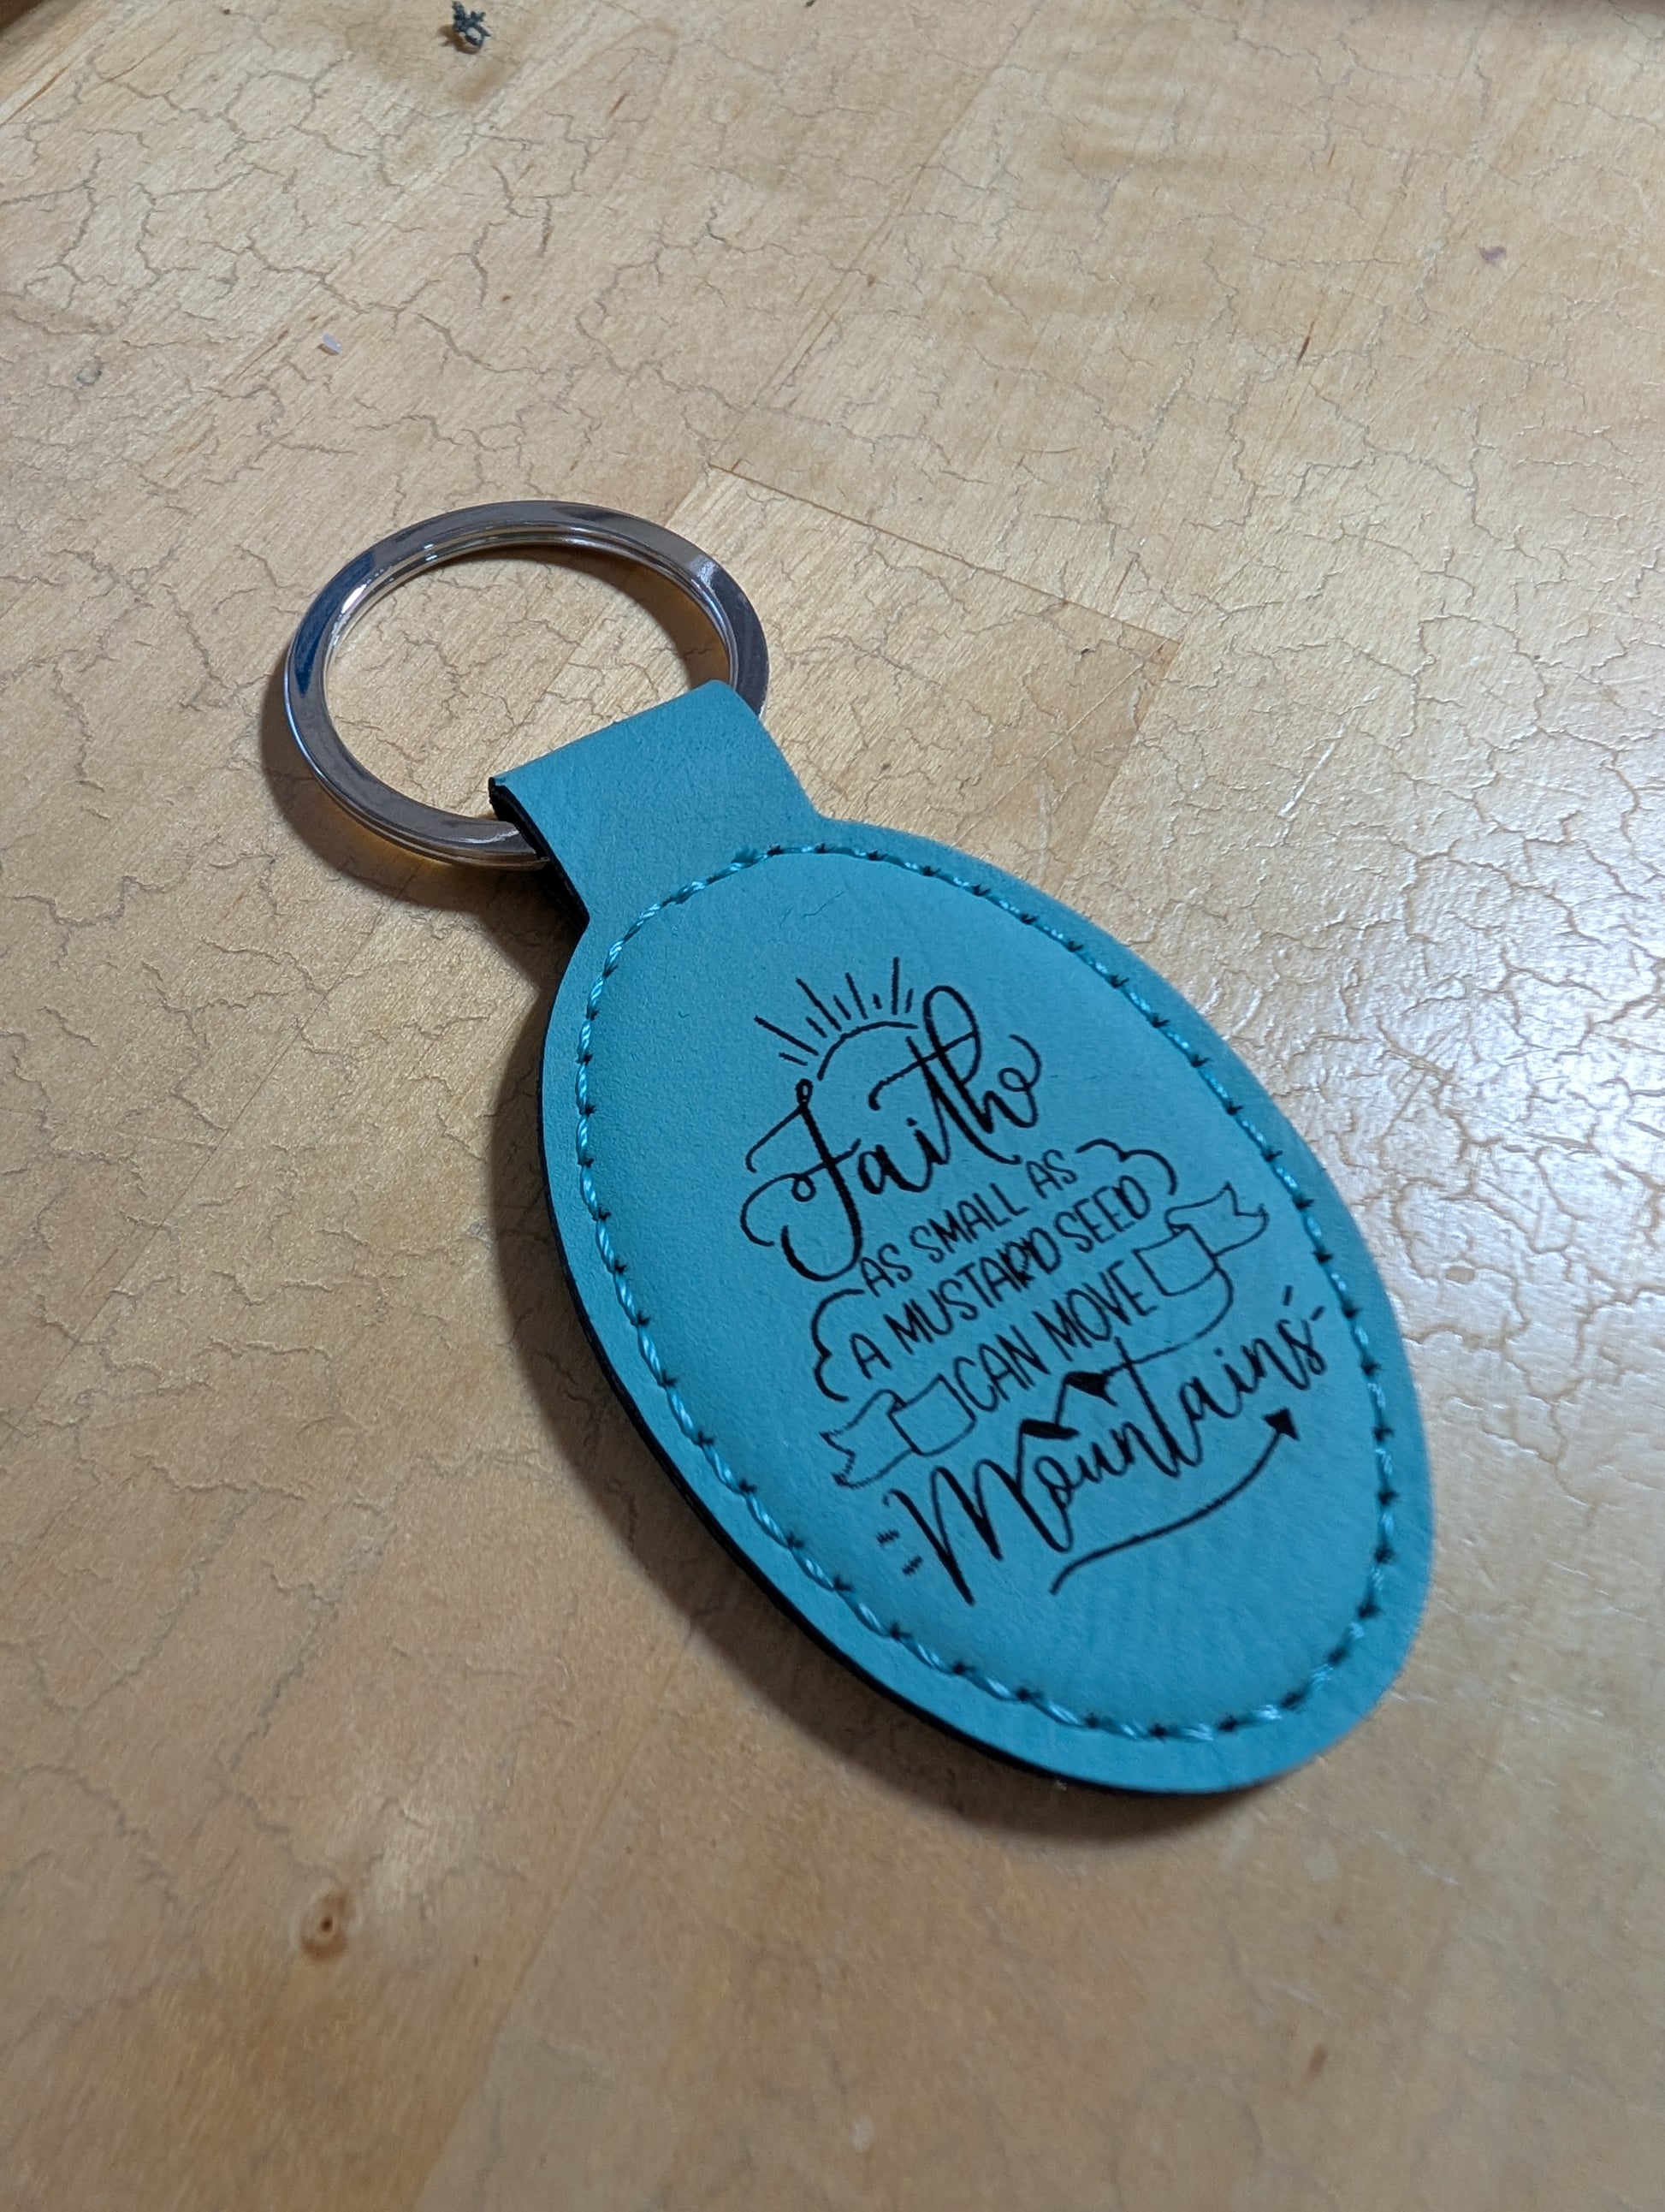 Faith
AS SMALL AS
A MUSTARD SEED
CAN MOVE
Mountains